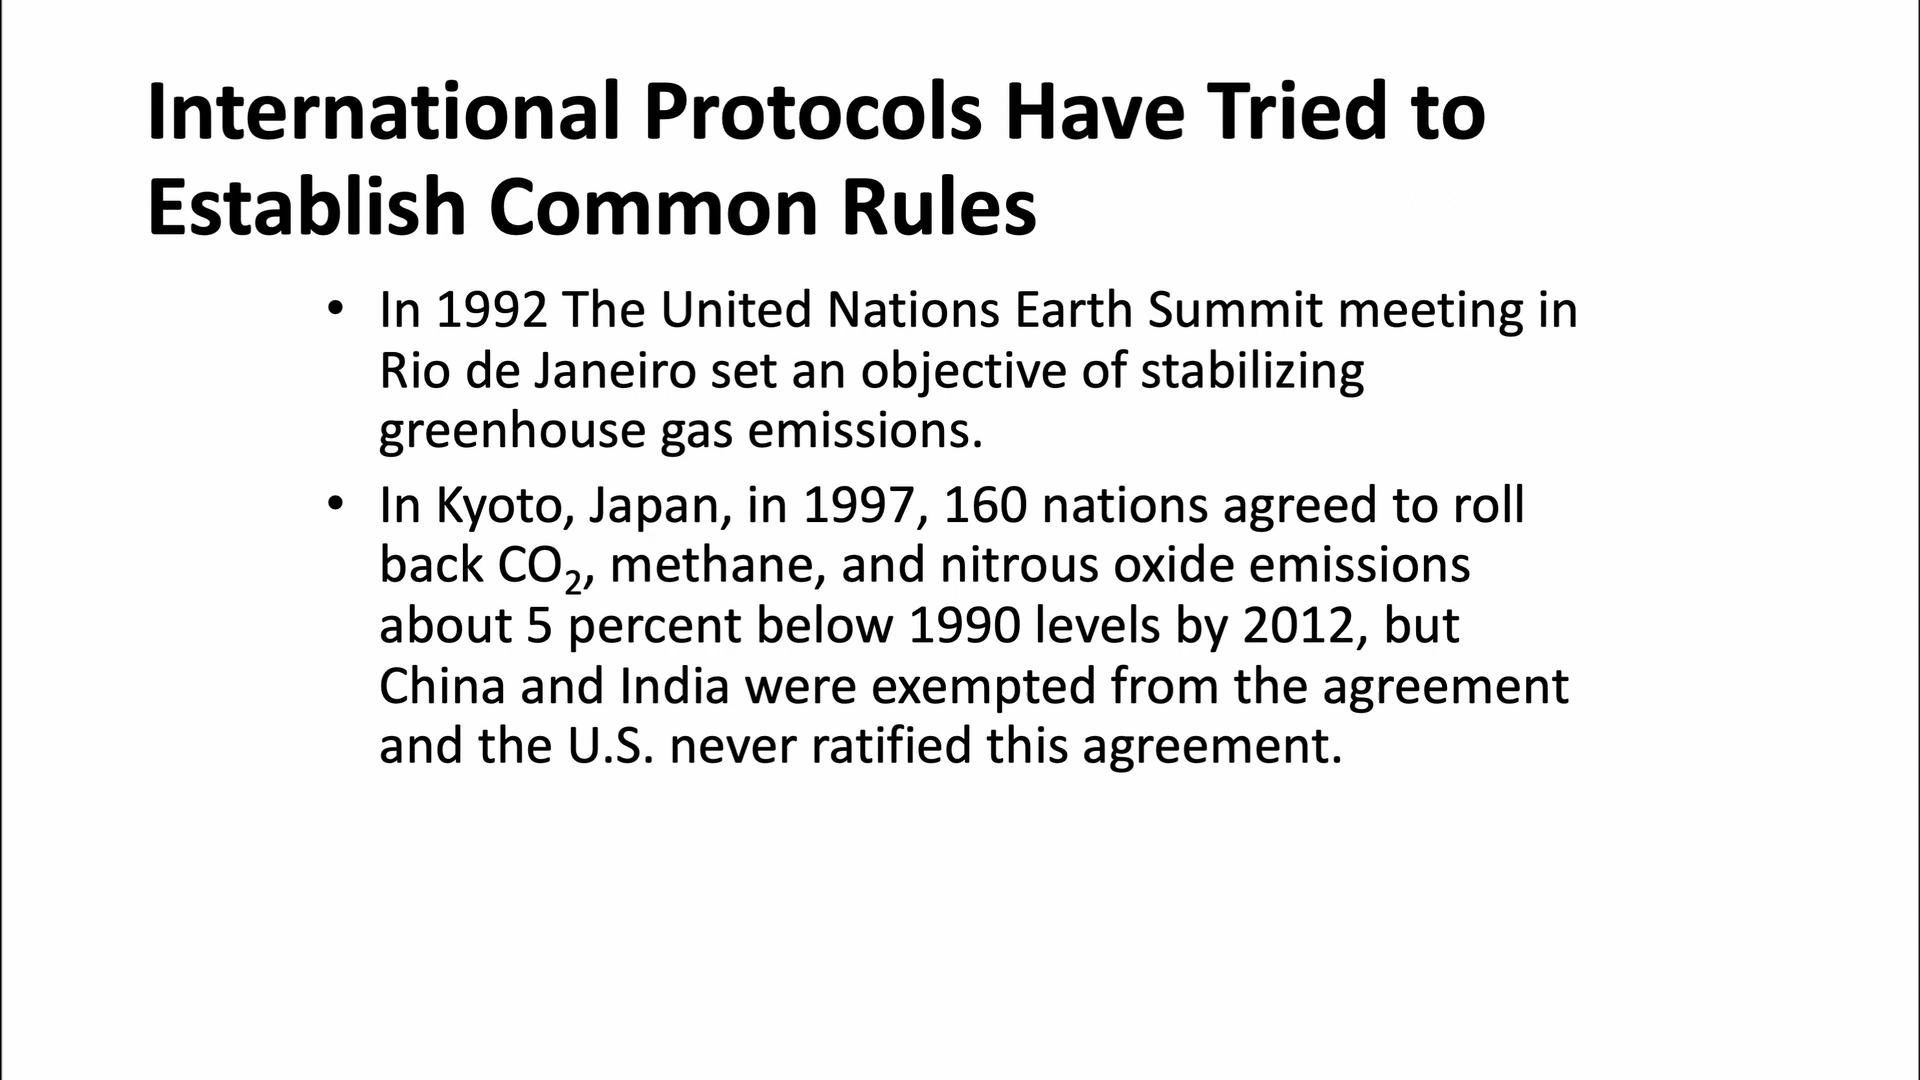 International Protocols Have Tried to
Establish Common Rules
• In 1992 The United Nations Earth Summit meeting in
Rio de Janeiro set an objective of stabilizing
greenhouse gas emissions.
• In Kyoto, Japan, in 1997, 160 nations agreed to roll
back CO₂, methane, and nitrous oxide emissions
about 5 percent below 1990 levels by 2012, but
China and India were exempted from the agreement
and the U.S. never ratified this agreement.